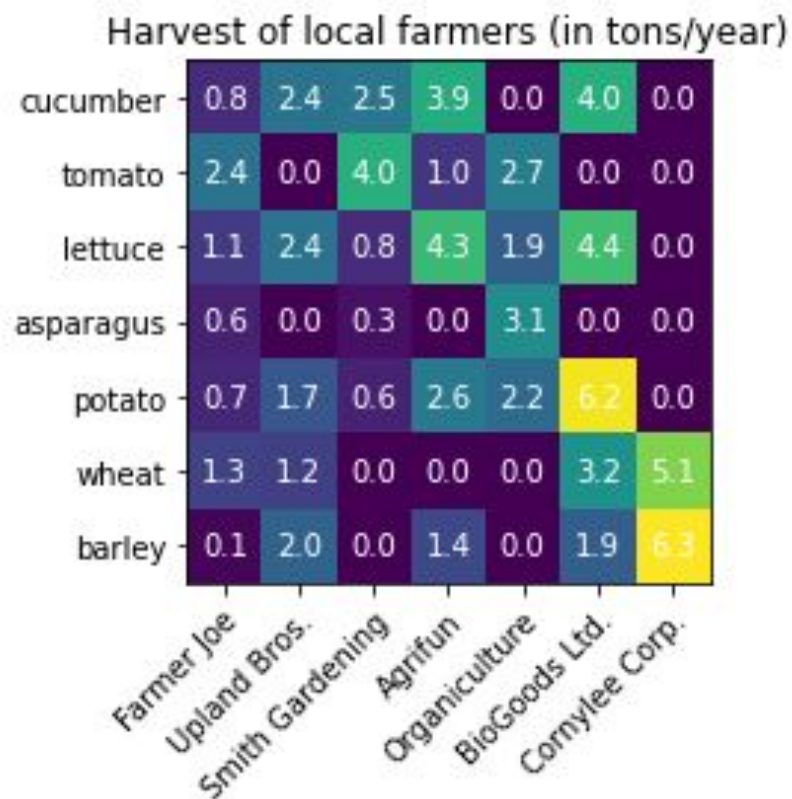 Harvest of local farmers (in tons/year)
cucumber 0.8 2.4 2.5 3.9 0.0 4.0 0.0
tomato 2.4 0.0 4.0 1.0 2.7 0.0 0.0
lettuce 1.1 2.4 0.8 4.3 1.9 4.4 0.0
asparagus 0.6 0.0 0.3 0.0 3.1 0.0 0.0
potato 0.7 1.7 0.6 2.6 2.2 6.2 0.0
wheat 1.3 1.2 0.0 0.0 0.0 3.2 5.1
barley 0.1 2.0 0.0 1.4 0.0 1.9 6.3
Farmer Joe
Upland Bros.
Smith Gardening
Agrifun
Organiculture
BioGoods Ltd.
Cornylee Corp.